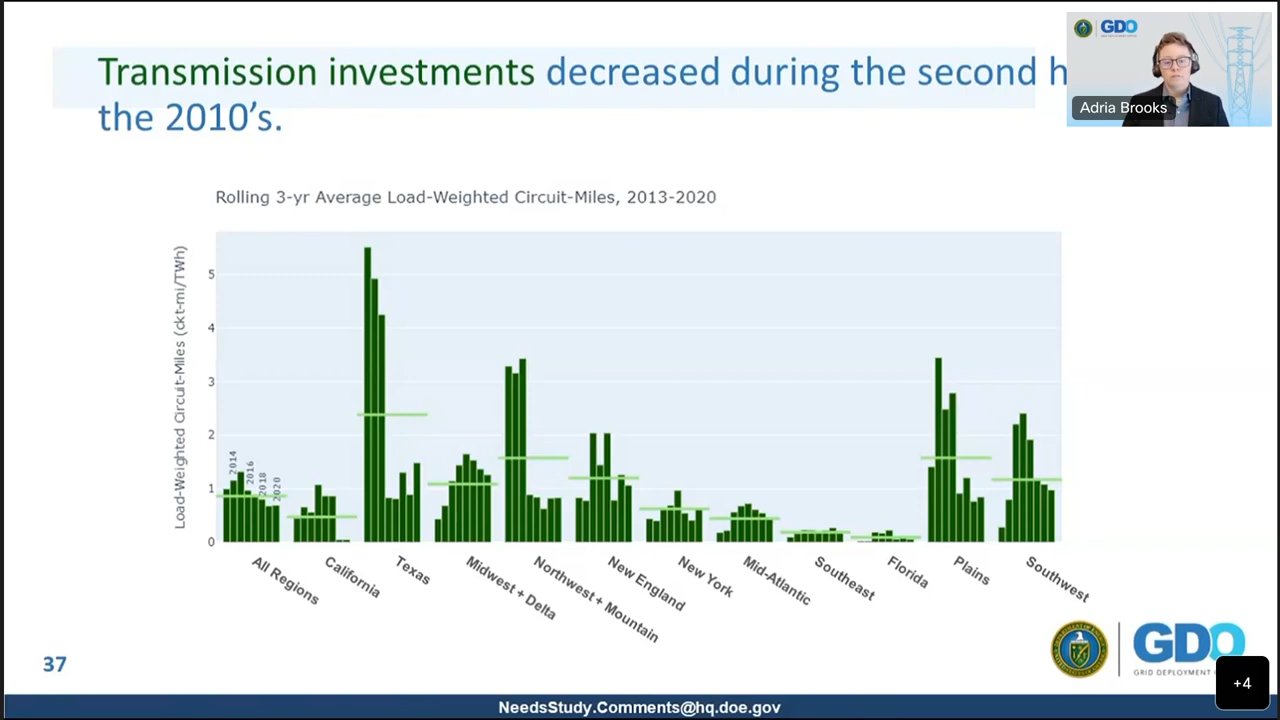 Transmission investments decreased during the second h
the 2010's.
GDO
Adria Brooks
Rolling 3-yr Average Load-Weighted Circuit-Miles, 2013-2020
Load-Weighted Circuit-Miles (ckt-mi/TWh)
5
4
3
2
1
0
2014
2016
2018
2020
All Regions
California
Texas
Midwest + Delta
Northwest + Mountain
New England
New York
Mid-Atlantic
Southeast
Florida
Plains
Southwest
37
GDO
GRID DEPLOYMENT
+4
NeedsStudy.Comments@hq.doe.gov